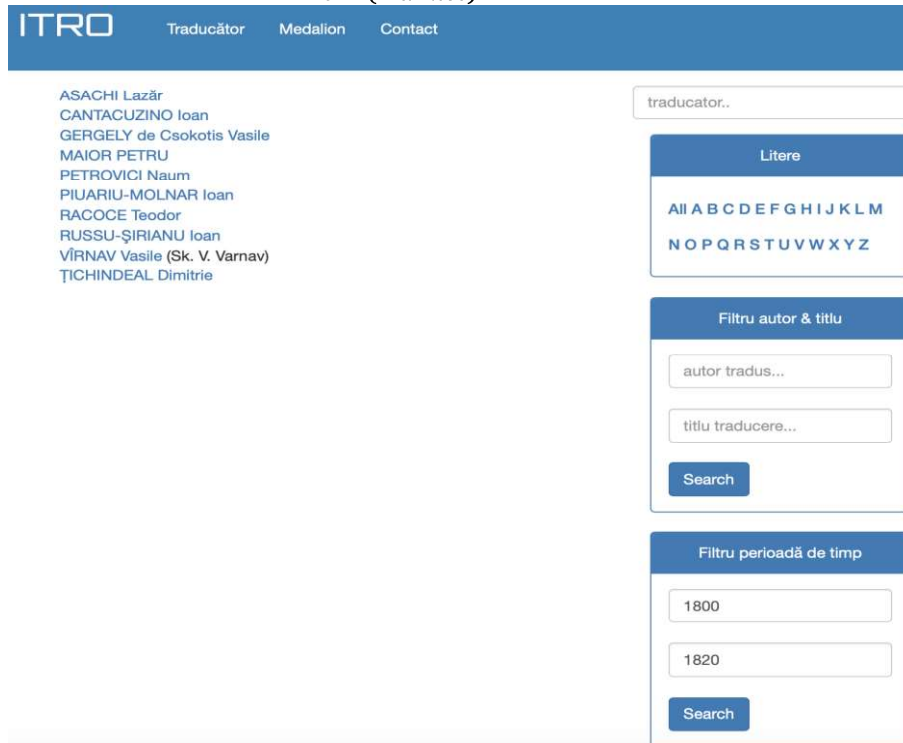 ITRO Traducător Medalion Contact
ASACHI Lazăr
CANTACUZINO Ioan
GERGELY de Csokotis Vasile
MAIOR PETRU
PETROVICI Naum
PIUARIU-MOLNAR Ioan
RACOCE Teodor
RUSSU-ŞIRIANU Ioan
VÎRNAV Vasile (Sk. V. Varnav)
ȚICHINDEAL Dimitrie
traducator..
Litere
All A B C D E F G H I J K L M
N O P Q R S T U V W X Y Z
Filtru autor & titlu
autor tradus...
titlu traducere...
Search
Filtru perioadă de timp
1800
1820
Search